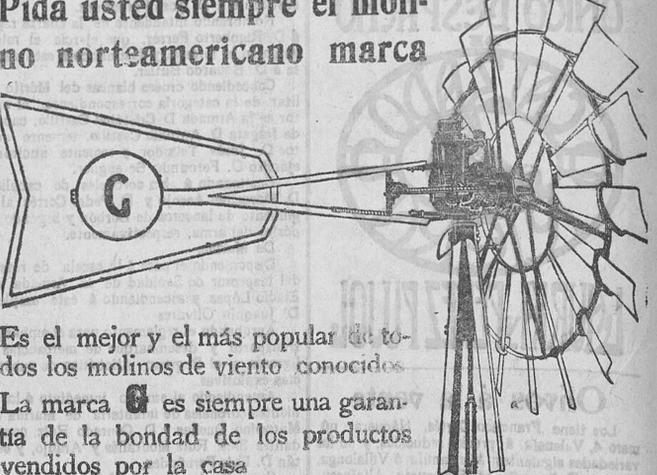 Pida usted siempre el moli-
no norteamericano marca
G
Es el mejor y el más popular de to-
dos los molinos de viento conocidos
La marca G es siempre una garan-
tía de la bondad de los productos
vendidos por la casa